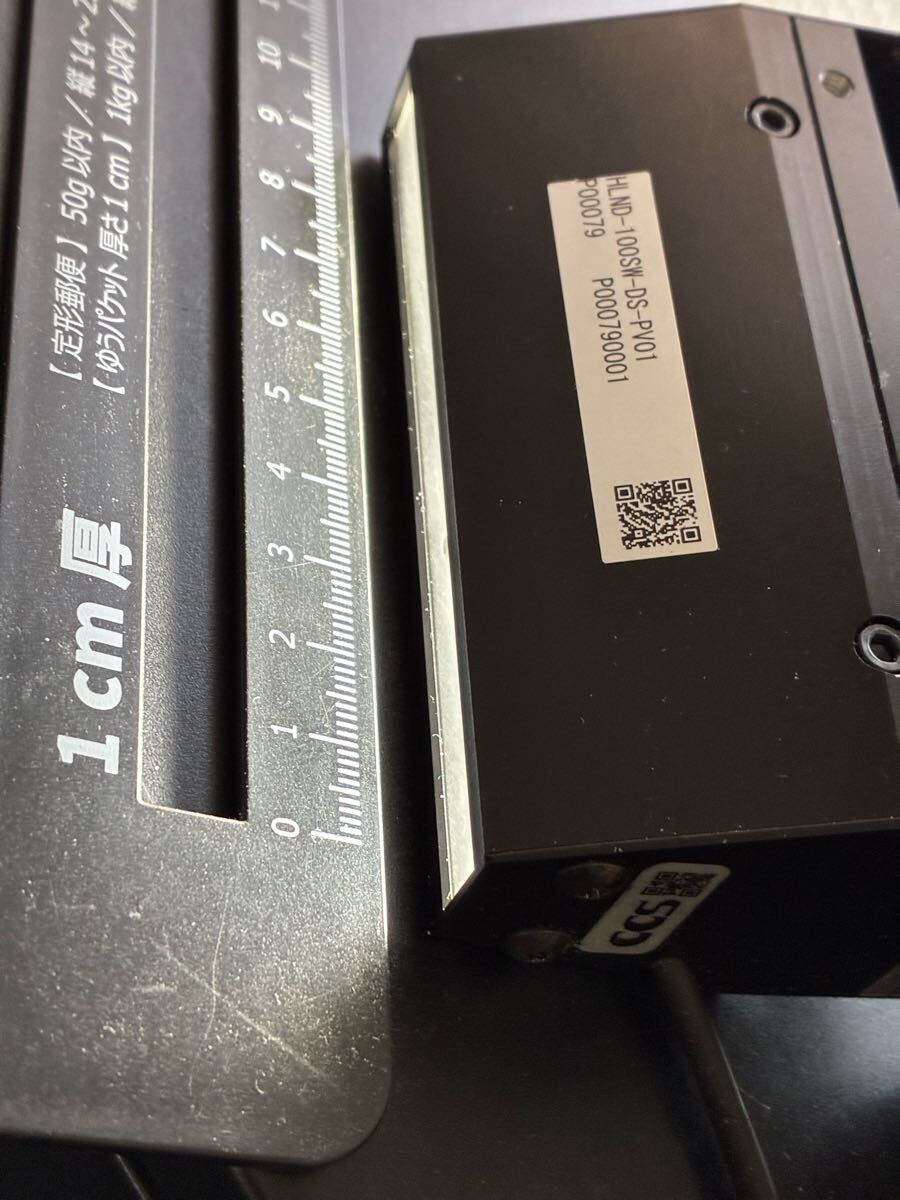 【定形郵便】50g以内／縦14～2
【ゆうパケット厚さ1cm】1kg以内／
1cm厚
0 1 2 3 4 5 6 7 8 9 10
HLND-100SW-DS-PV01
P00079 P000790001
CCS